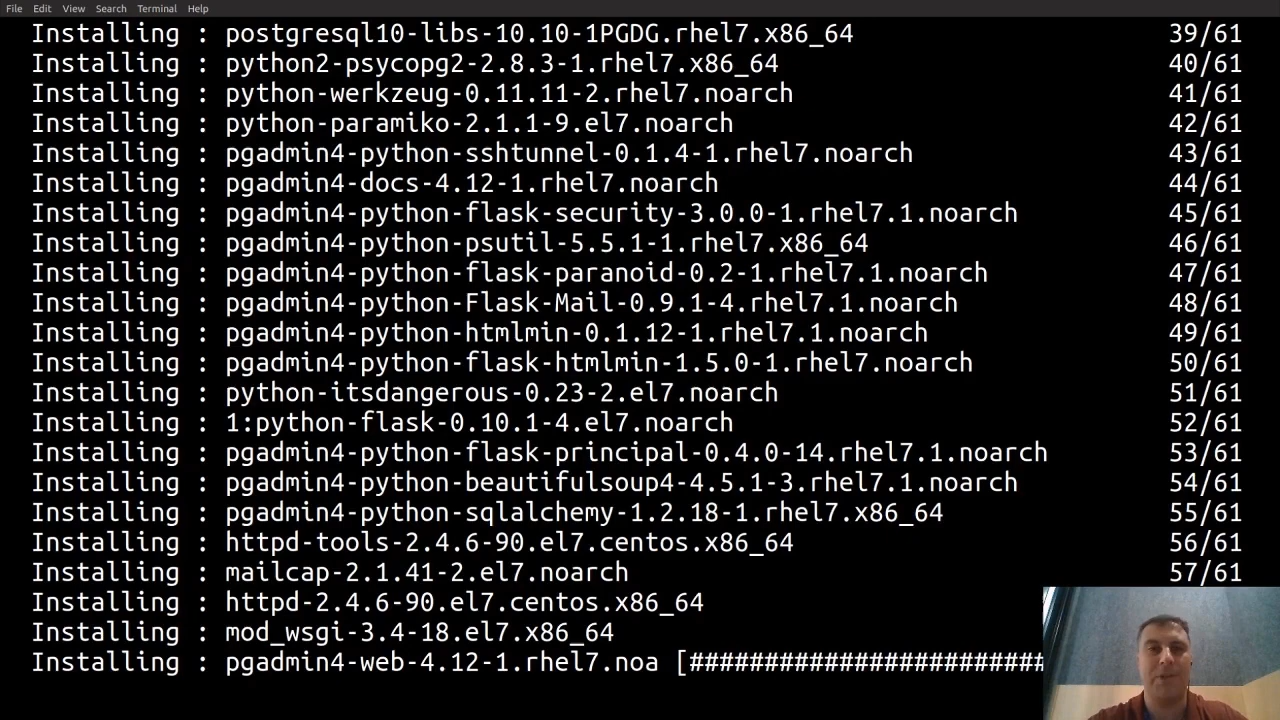 File Edit View Search Terminal Help
Installing : postgresql10-libs-10.10-1PGDG.rhel7.x86_64 39/61
Installing : python2-psycopg2-2.8.3-1.rhel7.x86_64 40/61
Installing : python-werkzeug-0.11.11-2.rhel7.noarch 41/61
Installing : python-paramiko-2.1.1-9.el7.noarch 42/61
Installing : pgadmin4-python-sshtunnel-0.1.4-1.rhel7.noarch 43/61
Installing : pgadmin4-docs-4.12-1.rhel7.noarch 44/61
Installing : pgadmin4-python-flask-security-3.0.0-1.rhel7.1.noarch 45/61
Installing : pgadmin4-python-psutil-5.5.1-1.rhel7.x86_64 46/61
Installing : pgadmin4-python-flask-paranoid-0.2-1.rhel7.1.noarch 47/61
Installing : pgadmin4-python-Flask-Mail-0.9.1-4.rhel7.1.noarch 48/61
Installing : pgadmin4-python-htmlmin-0.1.12-1.rhel7.1.noarch 49/61
Installing : pgadmin4-python-flask-htmlmin-1.5.0-1.rhel7.1.noarch 50/61
Installing : python-itsdangerous-0.23-2.el7.noarch 51/61
Installing : 1:python-flask-0.10.1-4.el7.noarch 52/61
Installing : pgadmin4-python-flask-principal-0.4.0-14.rhel7.1.noarch 53/61
Installing : pgadmin4-python-beautifulsoup4-4.5.1-3.rhel7.1.noarch 54/61
Installing : pgadmin4-python-sqlalchemy-1.2.18-1.rhel7.x86_64 55/61
Installing : httpd-tools-2.4.6-90.el7.centos.x86_64 56/61
Installing : mailcap-2.1.41-2.el7.noarch 57/61
Installing : httpd-2.4.6-90.el7.centos.x86_64
Installing : mod_wsgi-3.4-18.el7.x86_64
Installing : pgadmin4-web-4.12-1.rhel7.noa [########################